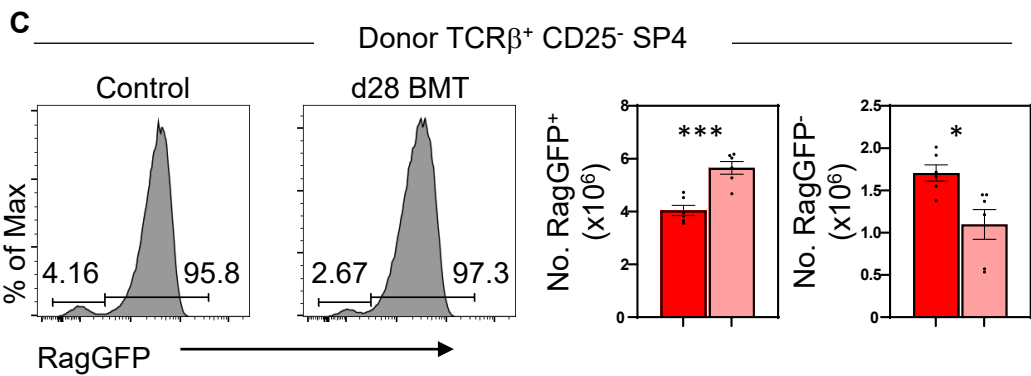 C
Donor TCRβ⁺ CD25⁻ SP4
Control
d28 BMT
% of Max
4.16
95.8
2.67
97.3
RagGFP
No. RagGFP⁺
(x10⁶)
8
6
4
2
0
***
No. RagGFP⁻
(x10⁶)
2.5
2.0
1.5
1.0
0.5
0
*